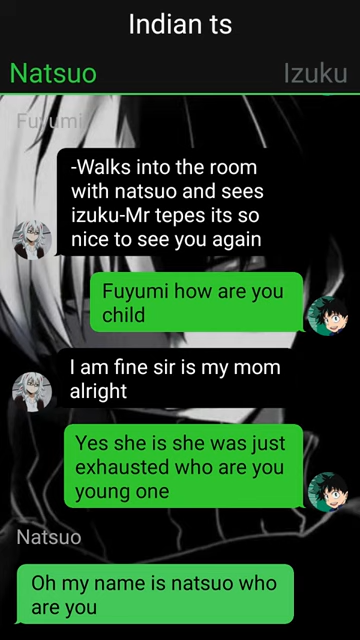 Indian ts
Natsuo
Izuku
Fuyumi
-Walks into the room
with natsuo and sees
izuku-Mr tepes its so
nice to see you again
Fuyumi how are you
child
I am fine sir is my mom
alright
Yes she is she was just
exhausted who are you
young one
Natsuo
Oh my name is natsuo who
are you